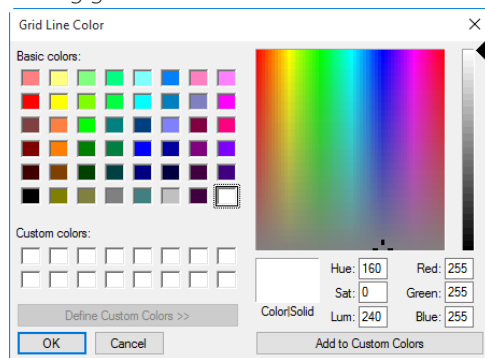 Grid Line Color
Basic colors:
Custom colors:
Define Custom Colors >>
OK Cancel
Color|Solid
Hue: 160 Red: 255
Sat: 0 Green: 255
Lum: 240 Blue: 255
Add to Custom Colors